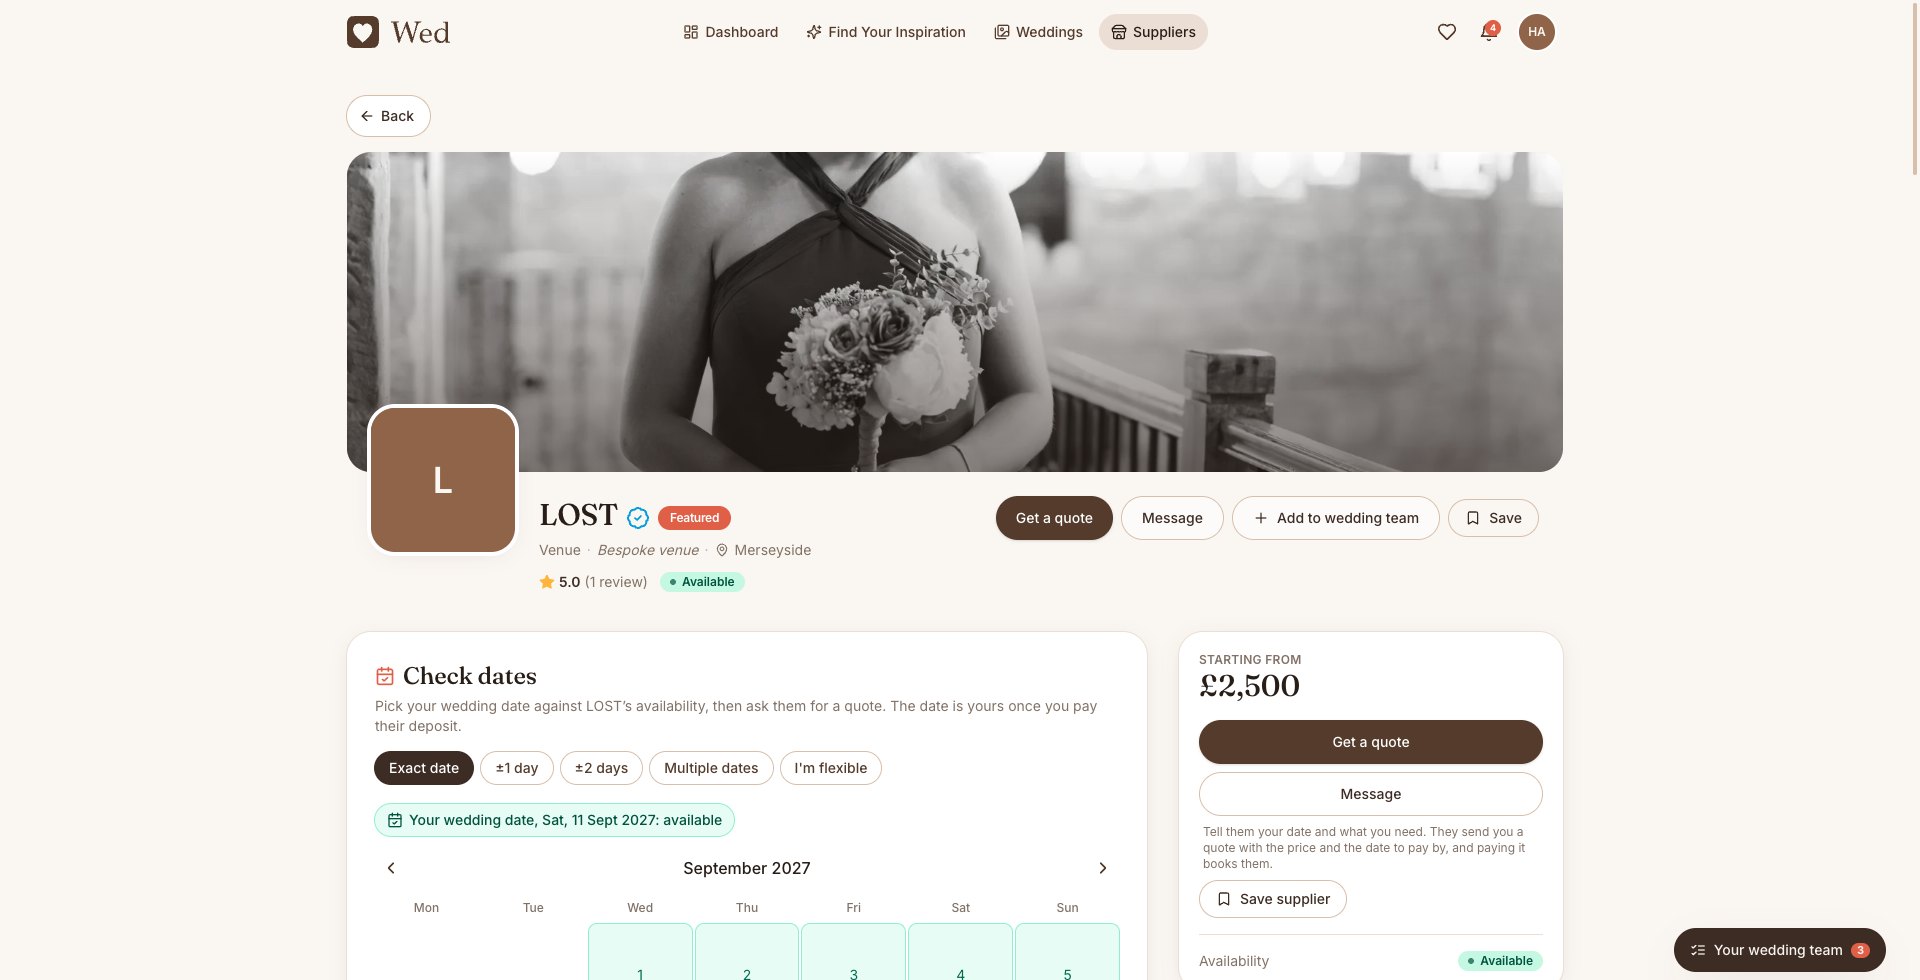 Wed
Dashboard
Find Your Inspiration
Weddings
Suppliers
4
HA
Back
L
LOST
Featured
Venue · Bespoke venue · Merseyside
5.0 (1 review)
Available
Get a quote
Message
Add to wedding team
Save
Check dates
Pick your wedding date against LOST’s availability, then ask them for a quote. The date is yours once you pay
their deposit.
Exact date
±1 day
±2 days
Multiple dates
I'm flexible
Your wedding date, Sat, 11 Sept 2027: available
September 2027
Mon Tue Wed Thu Fri Sat Sun
1 2 3 4 5
STARTING FROM
£2,500
Get a quote
Message
Tell them your date and what you need. They send you a
quote with the price and the date to pay by, and paying it
books them.
Save supplier
Availability
Available
Your wedding team 3